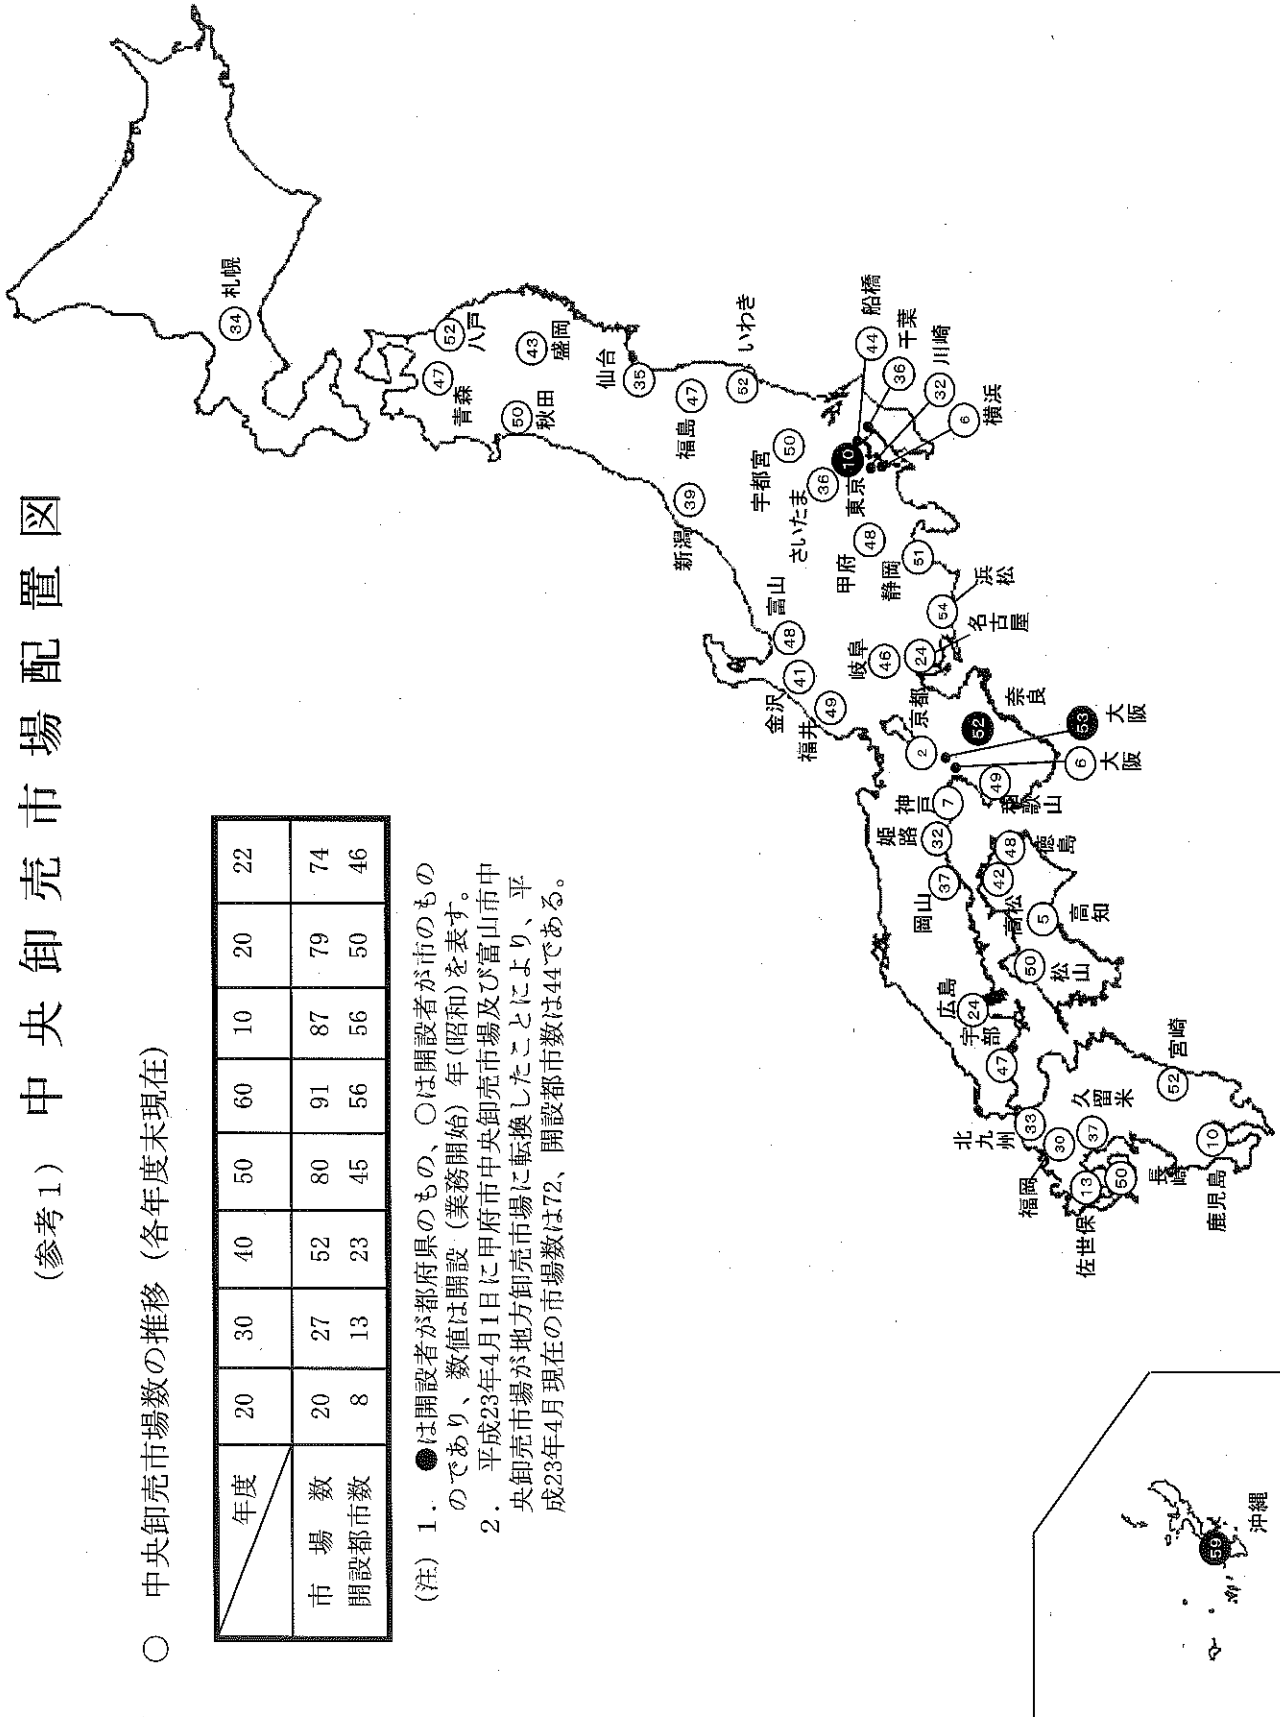 (参考1) 中央卸売市場配置図
○ 中央卸売市場数の推移 (各年度末現在)
年度 20 30 40 50 60 10 20 22
市場数 20 27 52 80 91 87 79 74
開設都市数 8 13 23 45 56 56 50 46
(注) 1. ●は開設者が都府県のもの、○は開設者が市のもの
のであり、数値は開設(業務開始)年(昭和)を表す。
2. 平成23年4月1日に甲府市中央卸売市場及び富山市中
央卸売市場が地方卸売市場に転換したことにより、平
成23年4月現在の市場数は72、開設都市数は44である。
34 札幌
47 青森
52 八戸
50 秋田
43 盛岡
仙台 35
福島 47
52 いわき
新潟 39
宇都宮 50
さいたま 36
東京 10
44 船橋
36 千葉
32 川崎
6 横浜
甲府 48
静岡 51
54 浜松
24 名古屋
岐阜 46
富山 48
金沢 41
福井 49
京都 2
奈良 52
53 大阪
6 大阪
49 和歌山
神戸 7
姫路 32
岡山 37
広島 24
宇部 47
48 徳島
42 高松
5 高知
50 松山
北九州 33
福岡 30
久留米 37
佐世保 13
50 長崎
52 宮崎
10 鹿児島
59 沖縄